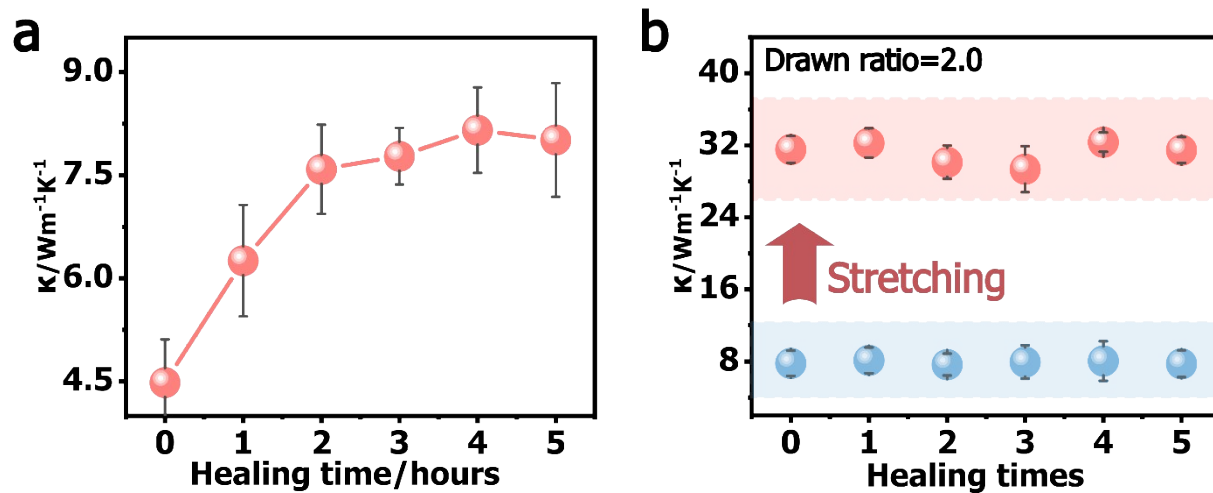 a
9.0
7.5
6.0
4.5
κ/Wm⁻¹K⁻¹
0 1 2 3 4 5
Healing time/hours
b
Drawn ratio=2.0
40
32
24
16
8
κ/Wm⁻¹K⁻¹
Stretching
0 1 2 3 4 5
Healing times